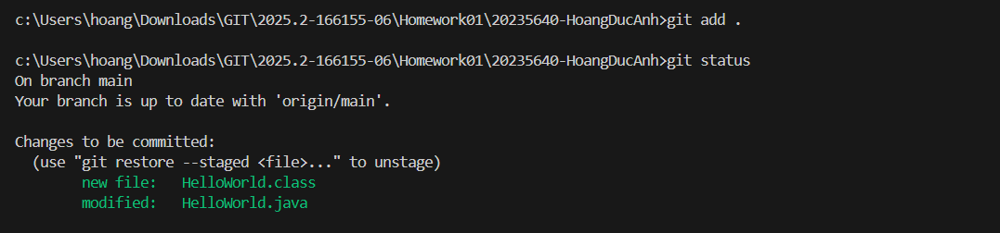 c:\Users\hoang\Downloads\GIT\2025.2-166155-06\Homework01\20235640-HoangDucAnh>git add .
c:\Users\hoang\Downloads\GIT\2025.2-166155-06\Homework01\20235640-HoangDucAnh>git status
On branch main
Your branch is up to date with 'origin/main'.
Changes to be committed:
  (use "git restore --staged <file>..." to unstage)
        new file:   HelloWorld.class
        modified:   HelloWorld.java